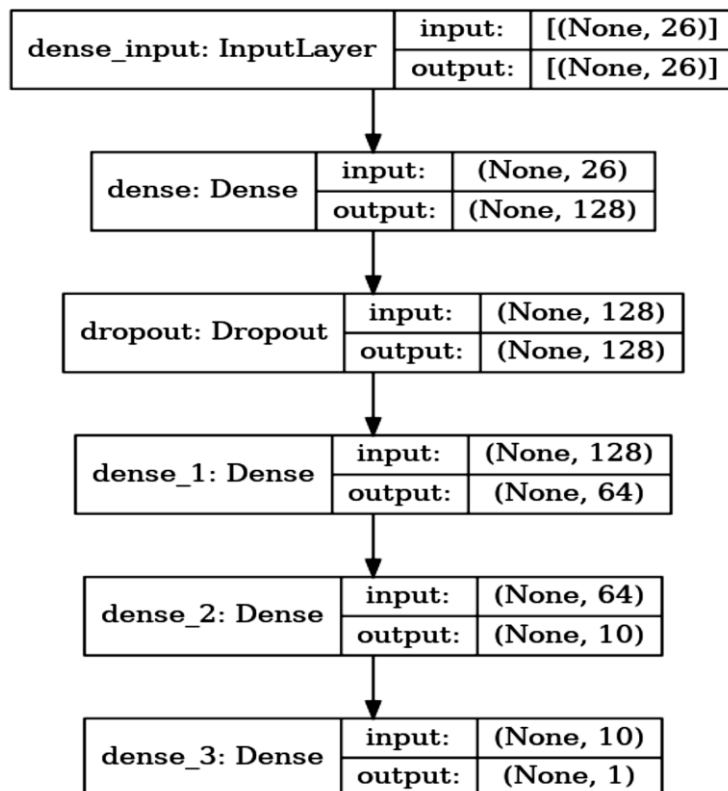 dense_input: InputLayer input: [(None, 26)]
output: [(None, 26)]
dense: Dense input: (None, 26)
output: (None, 128)
dropout: Dropout input: (None, 128)
output: (None, 128)
dense_1: Dense input: (None, 128)
output: (None, 64)
dense_2: Dense input: (None, 64)
output: (None, 10)
dense_3: Dense input: (None, 10)
output: (None, 1)